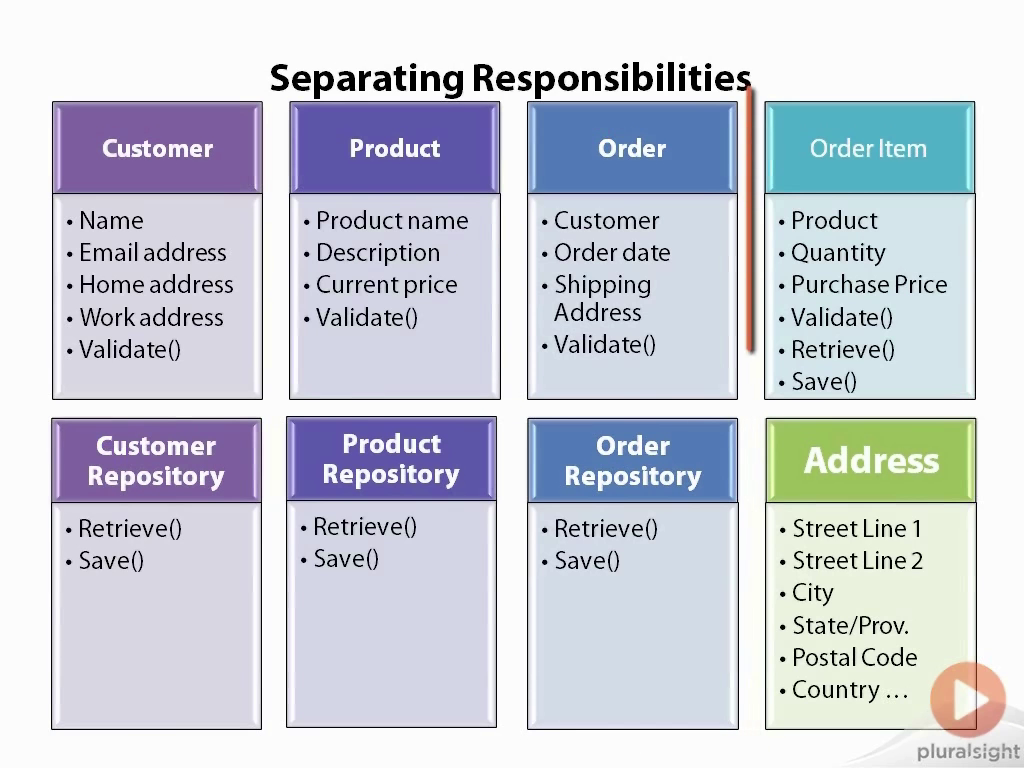 Separating Responsibilities
Customer
• Name
• Email address
• Home address
• Work address
• Validate()
Product
• Product name
• Description
• Current price
• Validate()
Order
• Customer
• Order date
• Shipping
Address
• Validate()
Order Item
• Product
• Quantity
• Purchase Price
• Validate()
• Retrieve()
• Save()
Customer
Repository
• Retrieve()
• Save()
Product
Repository
• Retrieve()
• Save()
Order
Repository
• Retrieve()
• Save()
Address
• Street Line 1
• Street Line 2
• City
• State/Prov.
• Postal Code
• Country ...
pluralsight